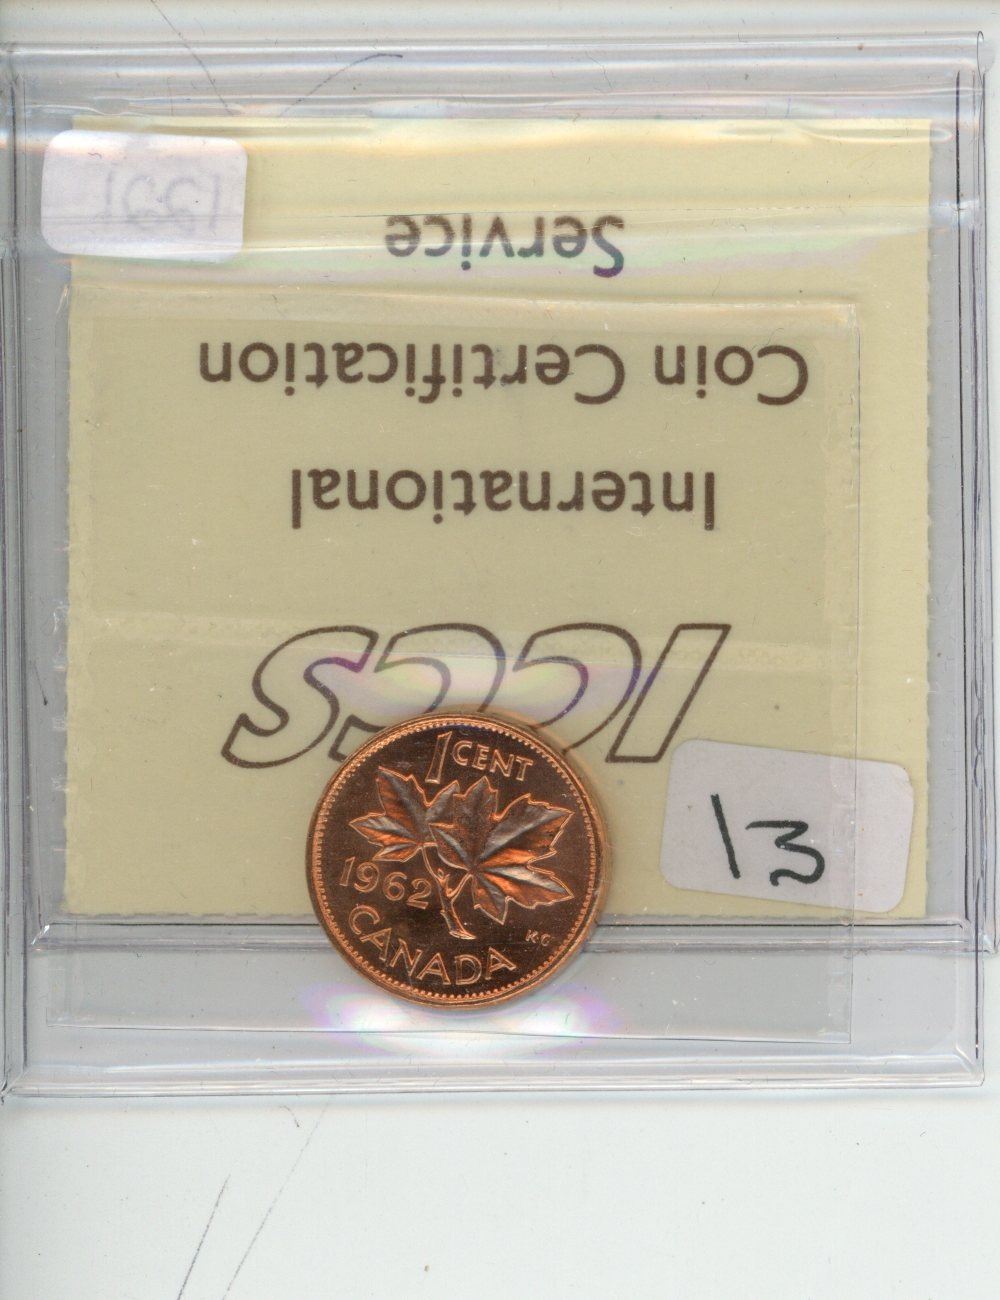 Service
Coin Certification
International
ICCS
1 CENT
1962
CANADA
KG
13